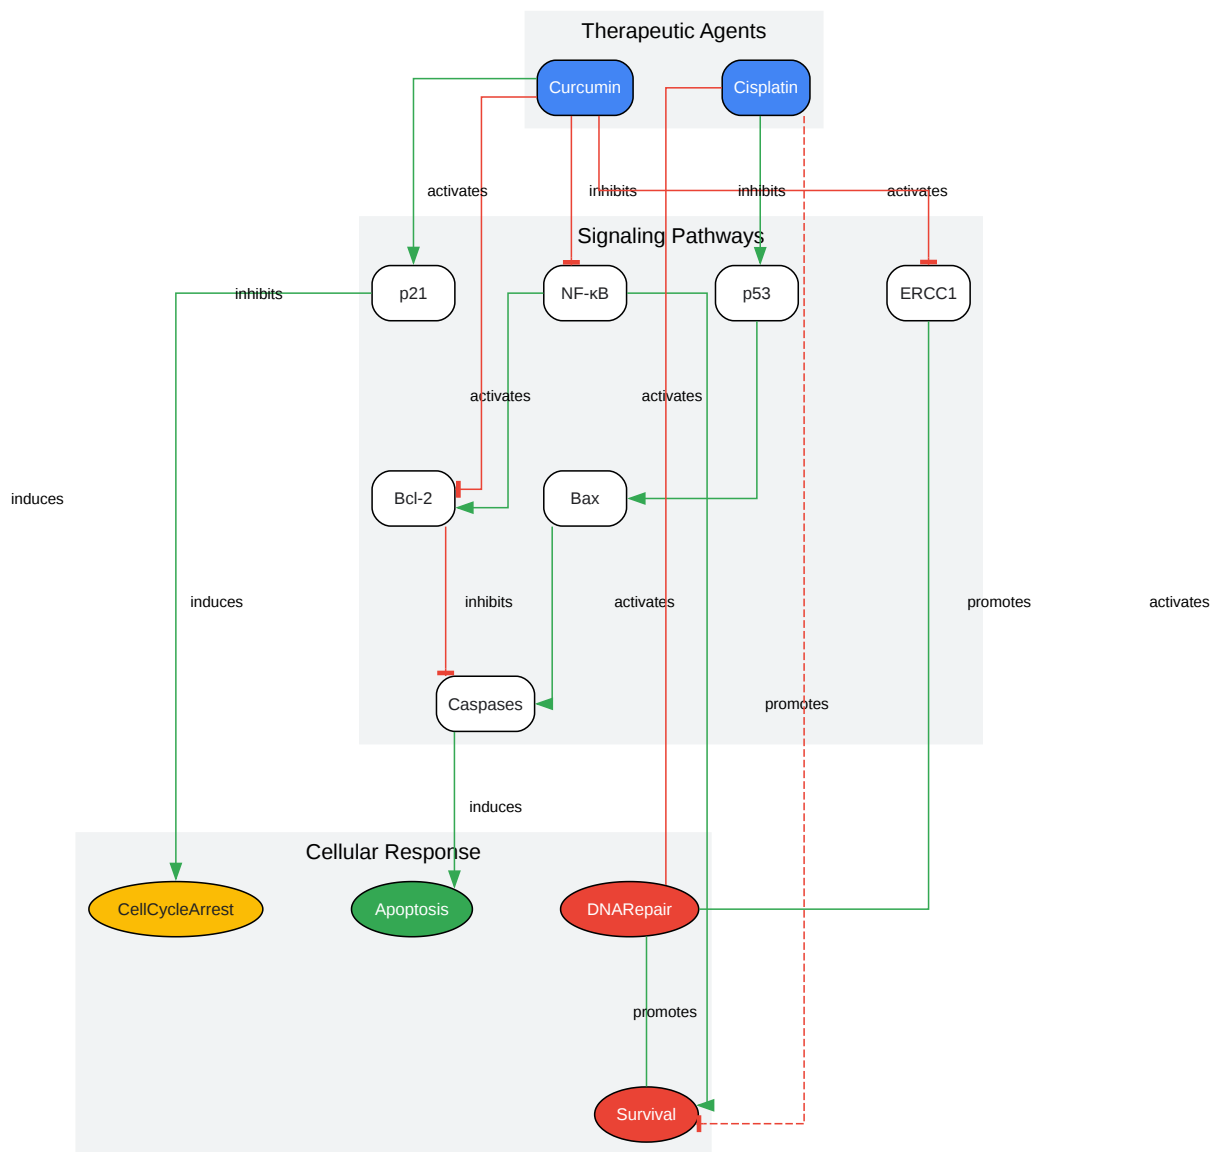 Therapeutic Agents
Curcumin
Cisplatin
activates
inhibits
inhibits
activates
Signaling Pathways
p21
NF-κB
p53
ERCC1
inhibits
activates
activates
Bcl-2
Bax
induces
induces
inhibits
activates
promotes
activates
Caspases
promotes
induces
Cellular Response
CellCycleArrest
Apoptosis
DNARepair
promotes
Survival